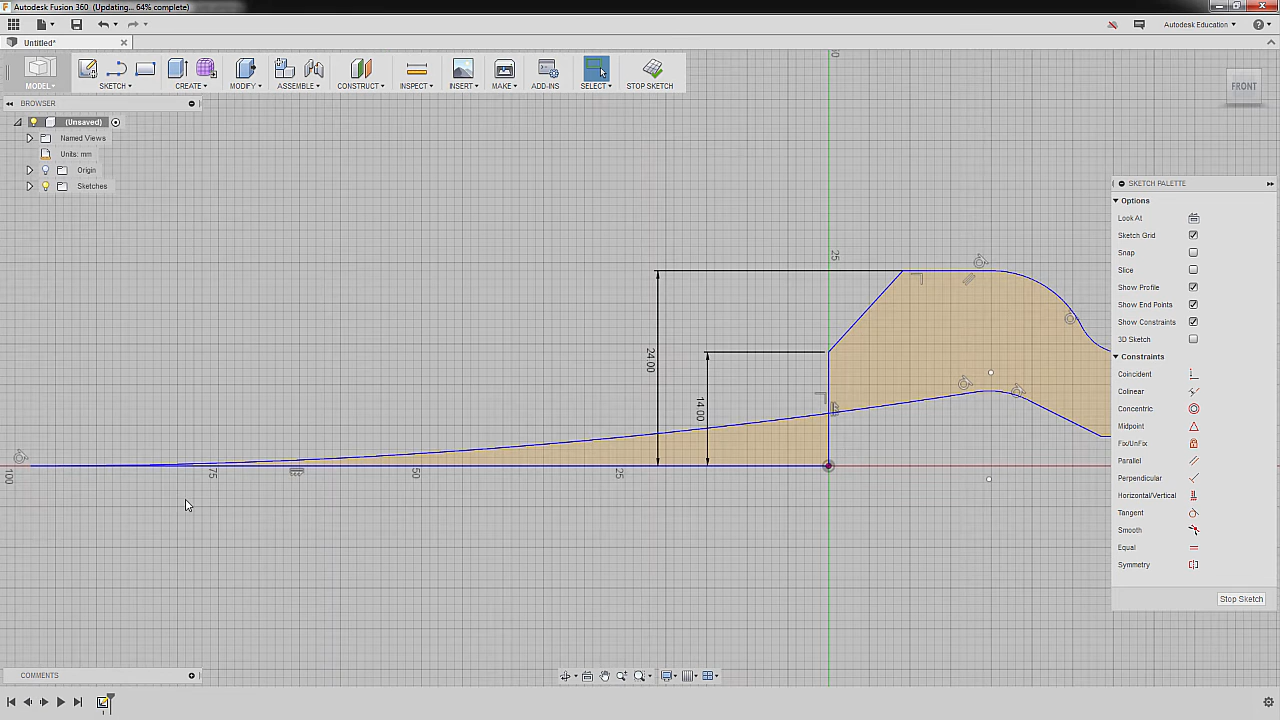 Autodesk Fusion 360 (Updating... 64% complete)
Autodesk Education
Untitled*
MODEL
SKETCH
CREATE
MODIFY
ASSEMBLE
CONSTRUCT
INSPECT
INSERT
MAKE
ADD-INS
SELECT
STOP SKETCH
FRONT
BROWSER
(Unsaved)
Named Views
Units: mm
Origin
Sketches
SKETCH PALETTE
Options
Look At
Sketch Grid
Snap
Slice
Show Profile
Show End Points
Show Constraints
3D Sketch
Constraints
Coincident
Colinear
Concentric
Midpoint
Fix/UnFix
Parallel
Perpendicular
Horizontal/Vertical
Tangent
Smooth
Equal
Symmetry
Stop Sketch
25
24.00
14.00
100
75
50
25
COMMENTS